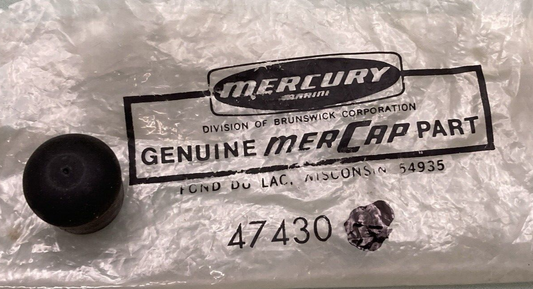 MERCURY
MARINE
DIVISION OF BRUNSWICK CORPORATION
GENUINE MERCAP PART
FOND DU LAC, WISCONSIN 54935
47430